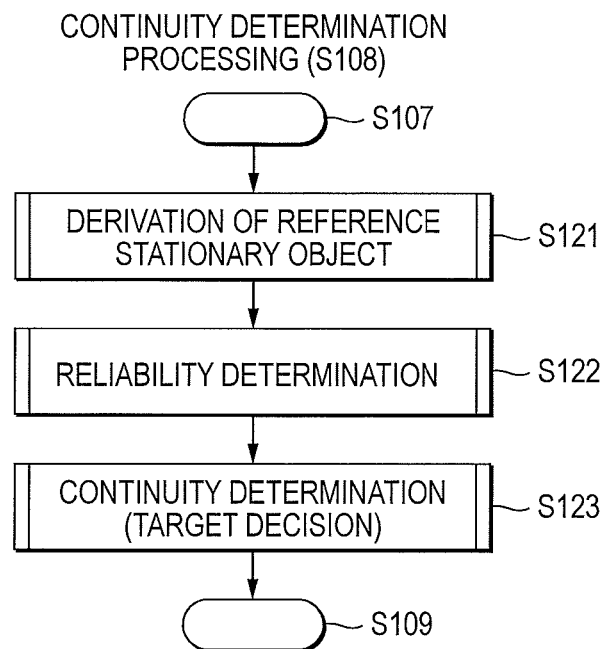 CONTINUITY DETERMINATION
PROCESSING (S108)
S107
DERIVATION OF REFERENCE
STATIONARY OBJECT
S121
RELIABILITY DETERMINATION
S122
CONTINUITY DETERMINATION
(TARGET DECISION)
S123
S109